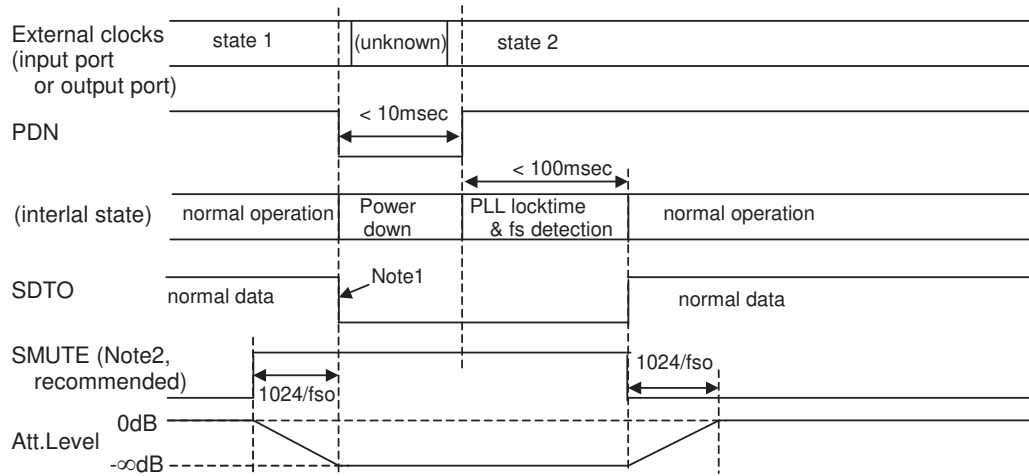 External clocks
(input port
or output port)
state 1
(unknown)
state 2
< 10msec
PDN
< 100msec
(interlal state)
normal operation
Power
down
PLL locktime
& fs detection
normal operation
SDTO
normal data
Note1
normal data
SMUTE (Note2,
recommended)
1024/fso
1024/fso
Att.Level
0dB
-∞dB